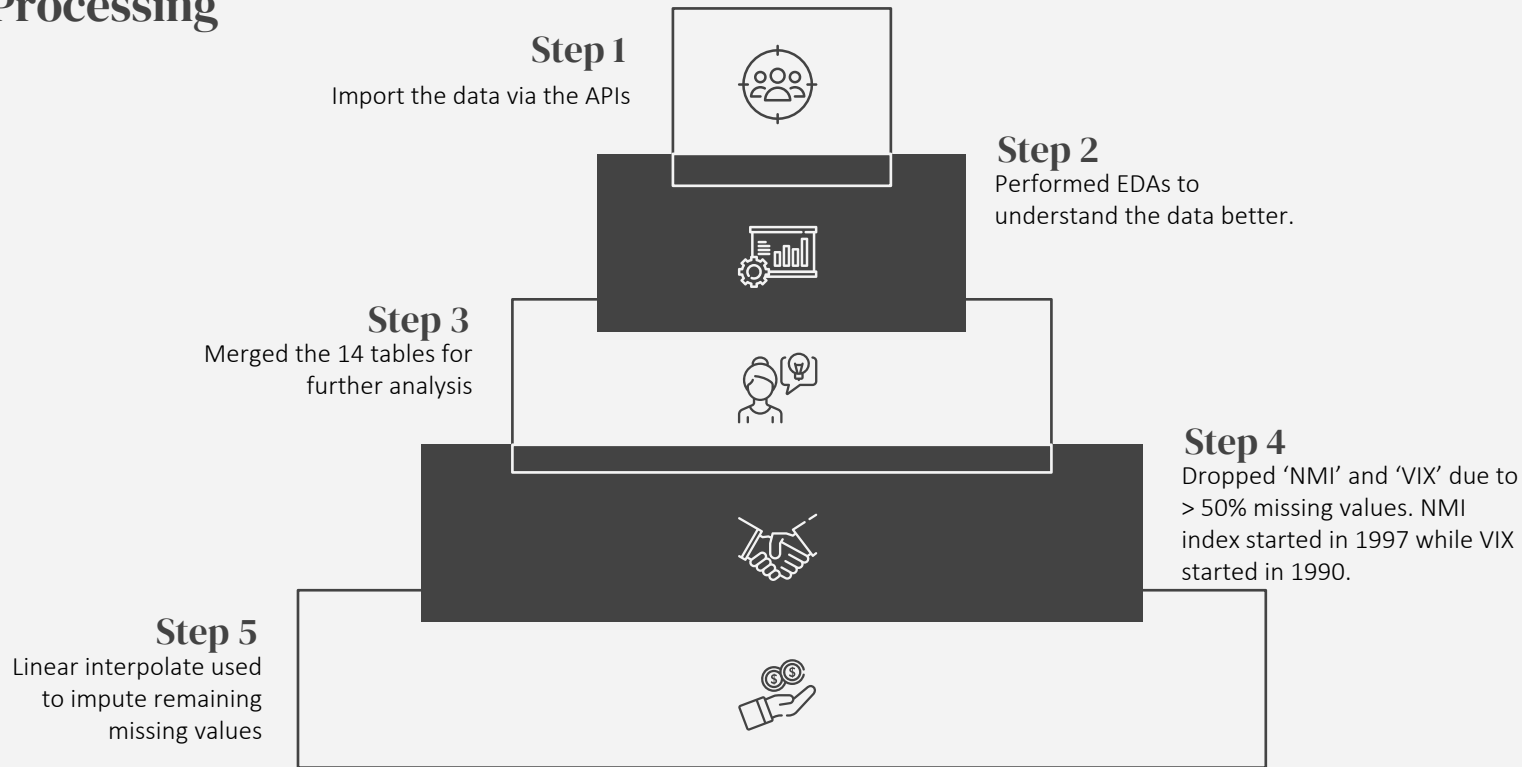 Processing
Step 1
Import the data via the APIs
Step 2
Performed EDAs to
understand the data better.
Step 3
Merged the 14 tables for
further analysis
Step 4
Dropped ‘NMI’ and ‘VIX’ due to
> 50% missing values. NMI
index started in 1997 while VIX
started in 1990.
Step 5
Linear interpolate used
to impute remaining
missing values